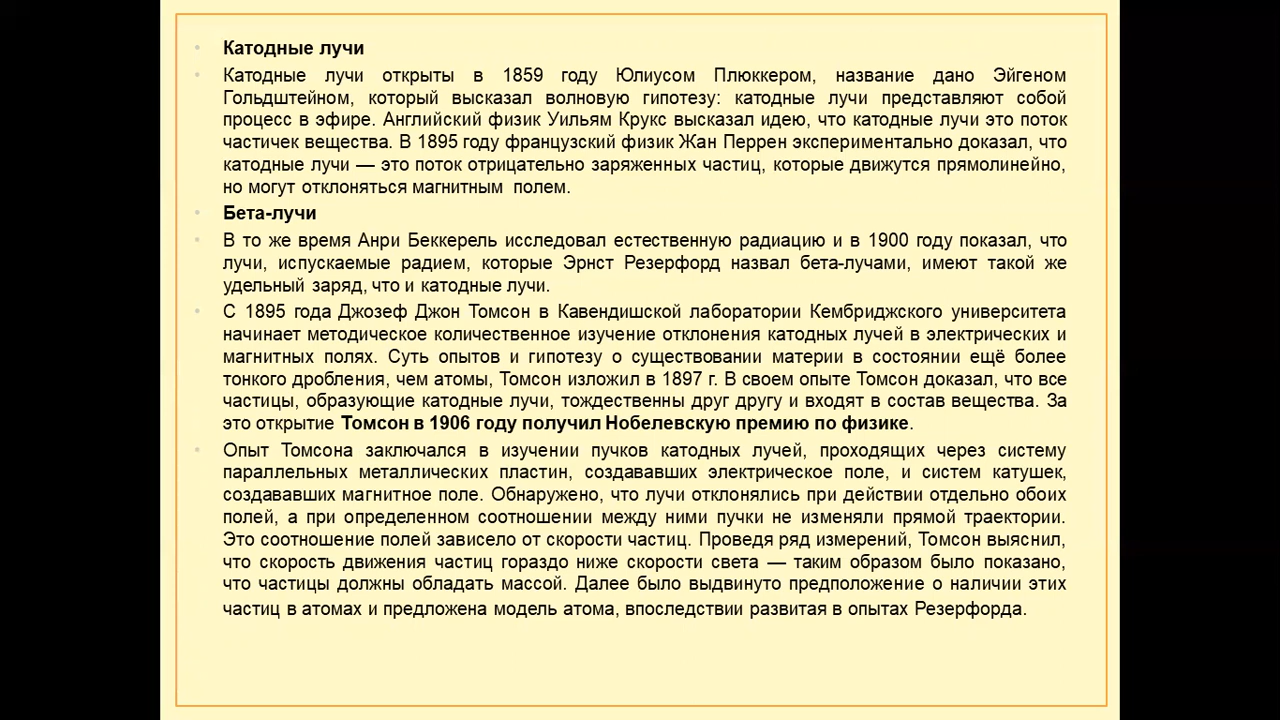 Катодные лучи
Катодные лучи открыты в 1859 году Юлиусом Плюккером, название дано Эйгеном
Гольдштейном, который высказал волновую гипотезу: катодные лучи представляют собой
процесс в эфире. Английский физик Уильям Крукс высказал идею, что катодные лучи это поток
частичек вещества. В 1895 году французский физик Жан Перрен экспериментально доказал, что
катодные лучи — это поток отрицательно заряженных частиц, которые движутся прямолинейно,
но могут отклоняться магнитным полем.
Бета-лучи
В то же время Анри Беккерель исследовал естественную радиацию и в 1900 году показал, что
лучи, испускаемые радием, которые Эрнст Резерфорд назвал бета-лучами, имеют такой же
удельный заряд, что и катодные лучи.
С 1895 года Джозеф Джон Томсон в Кавендишской лаборатории Кембриджского университета
начинает методическое количественное изучение отклонения катодных лучей в электрических и
магнитных полях. Суть опытов и гипотезу о существовании материи в состоянии ещё более
тонкого дробления, чем атомы, Томсон изложил в 1897 г. В своем опыте Томсон доказал, что все
частицы, образующие катодные лучи, тождественны друг другу и входят в состав вещества. За
это открытие Томсон в 1906 году получил Нобелевскую премию по физике.
Опыт Томсона заключался в изучении пучков катодных лучей, проходящих через систему
параллельных металлических пластин, создававших электрическое поле, и систем катушек,
создававших магнитное поле. Обнаружено, что лучи отклонялись при действии отдельно обоих
полей, а при определенном соотношении между ними пучки не изменяли прямой траектории.
Это соотношение полей зависело от скорости частиц. Проведя ряд измерений, Томсон выяснил,
что скорость движения частиц гораздо ниже скорости света — таким образом было показано,
что частицы должны обладать массой. Далее было выдвинуто предположение о наличии этих
частиц в атомах и предложена модель атома, впоследствии развитая в опытах Резерфорда.